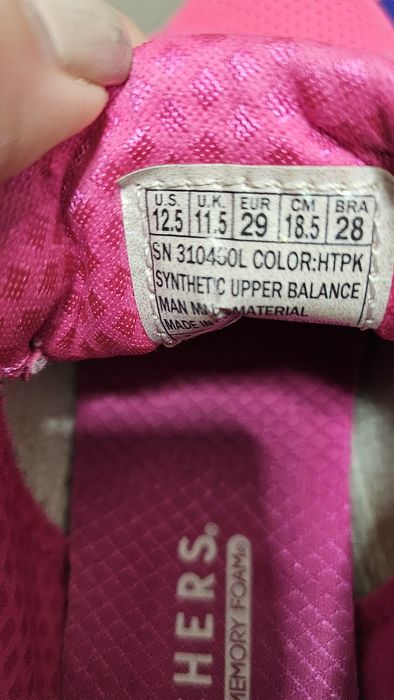 U.S. U.K. EUR CM BRA
12.5 11.5 29 18.5 28
SN COLOR:HTPK
SYNTHETIC UPPER BALANCE
MAN MATERIAL
MADE IN
HERS.
MEMORY FOAM